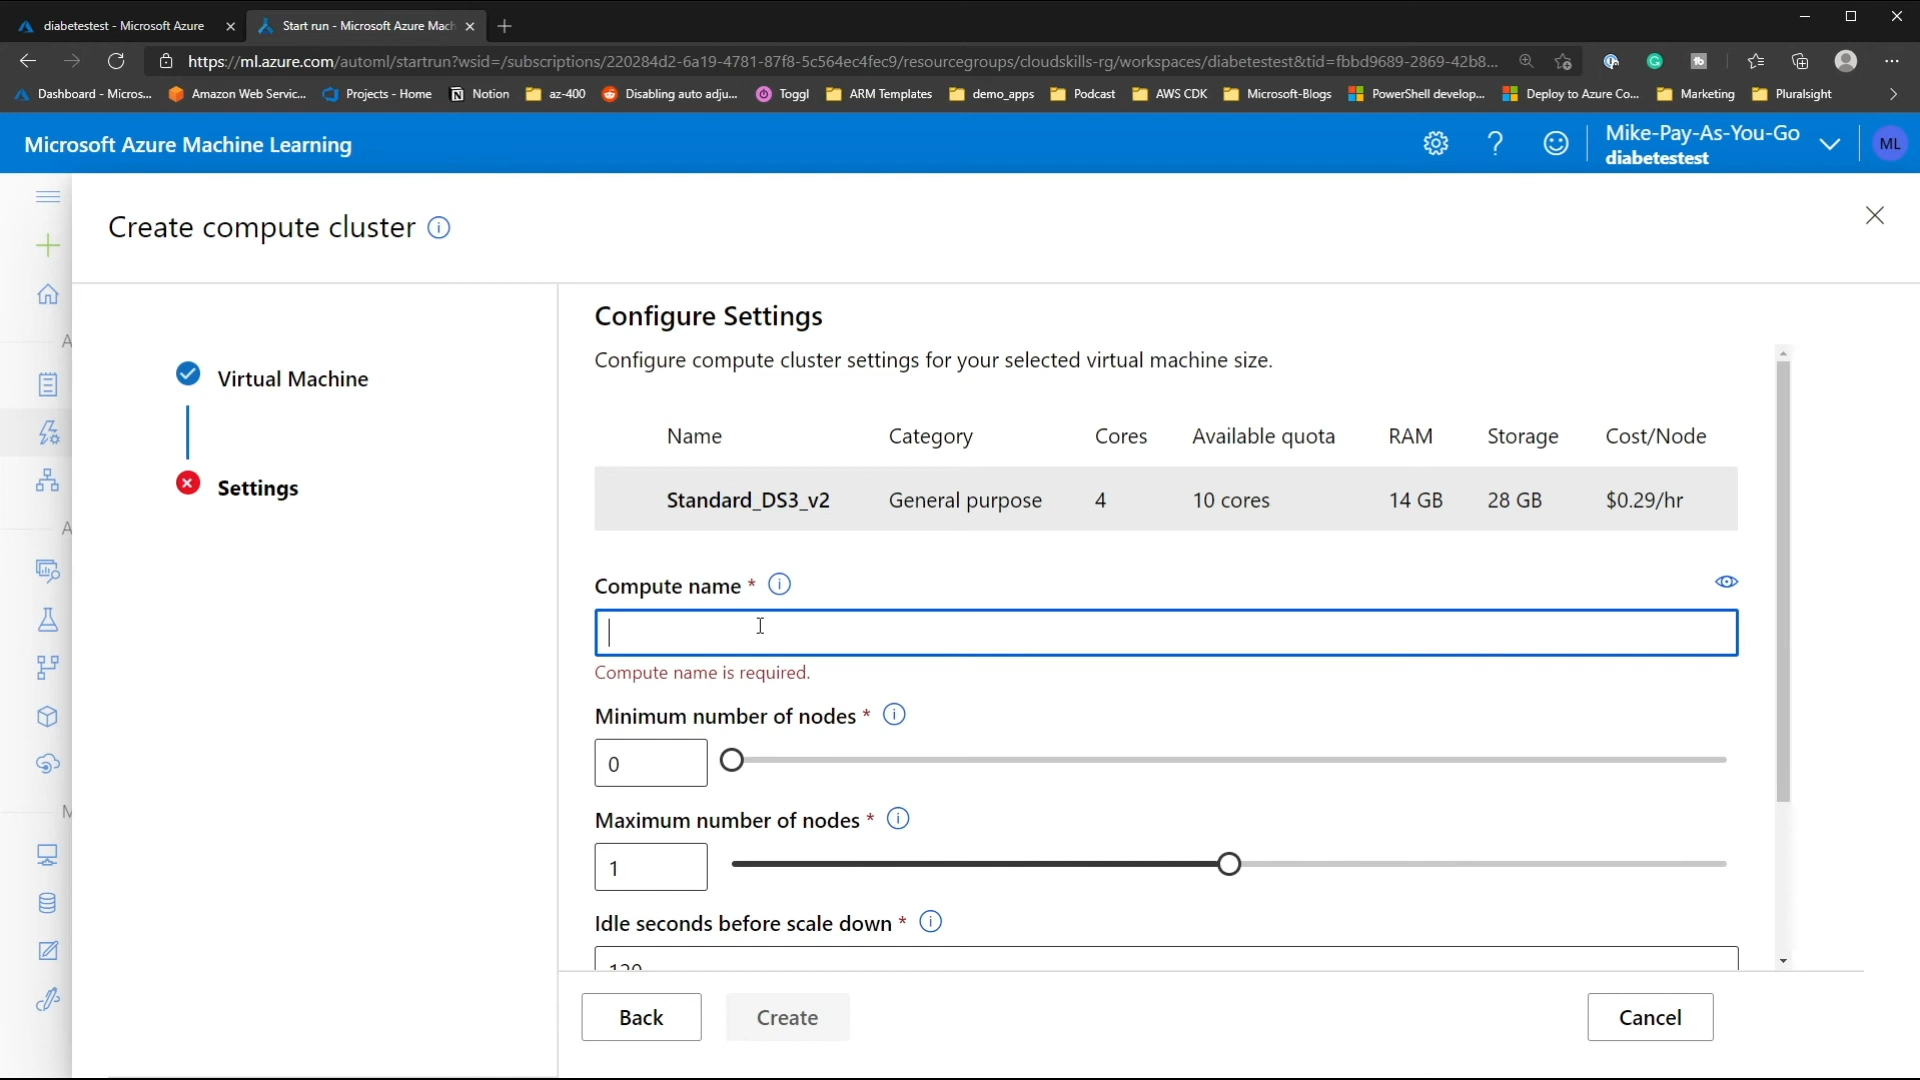 diabetestest - Microsoft Azure
Start run - Microsoft Azure Mach
https://ml.azure.com/automl/startrun?wsid=/subscriptions/220284d2-6a19-4781-87f8-5c564ec4fec9/resourcegroups/cloudskills-rg/workspaces/diabetestest&tid=fbbd9689-2869-42b8...
Dashboard - Micros... Amazon Web Servic... Projects - Home Notion az-400 Disabling auto adju... Toggl ARM Templates demo_apps Podcast AWS CDK Microsoft-Blogs PowerShell develop... Deploy to Azure Co... Marketing Pluralsight
Microsoft Azure Machine Learning
Mike-Pay-As-You-Go
diabetestest
ML
Create compute cluster
A
A
M
Virtual Machine
Settings
Configure Settings
Configure compute cluster settings for your selected virtual machine size.
Name Category Cores Available quota RAM Storage Cost/Node
Standard_DS3_v2 General purpose 4 10 cores 14 GB 28 GB $0.29/hr
Compute name *
Compute name is required.
Minimum number of nodes *
0
Maximum number of nodes *
1
Idle seconds before scale down *
120
Back Create Cancel